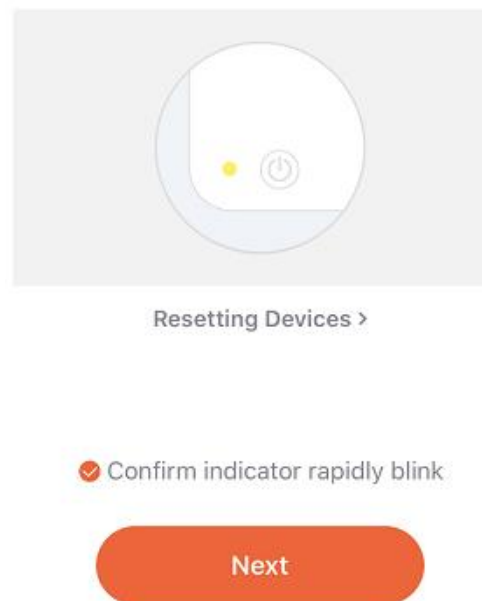 Resetting Devices >
Confirm indicator rapidly blink
Next